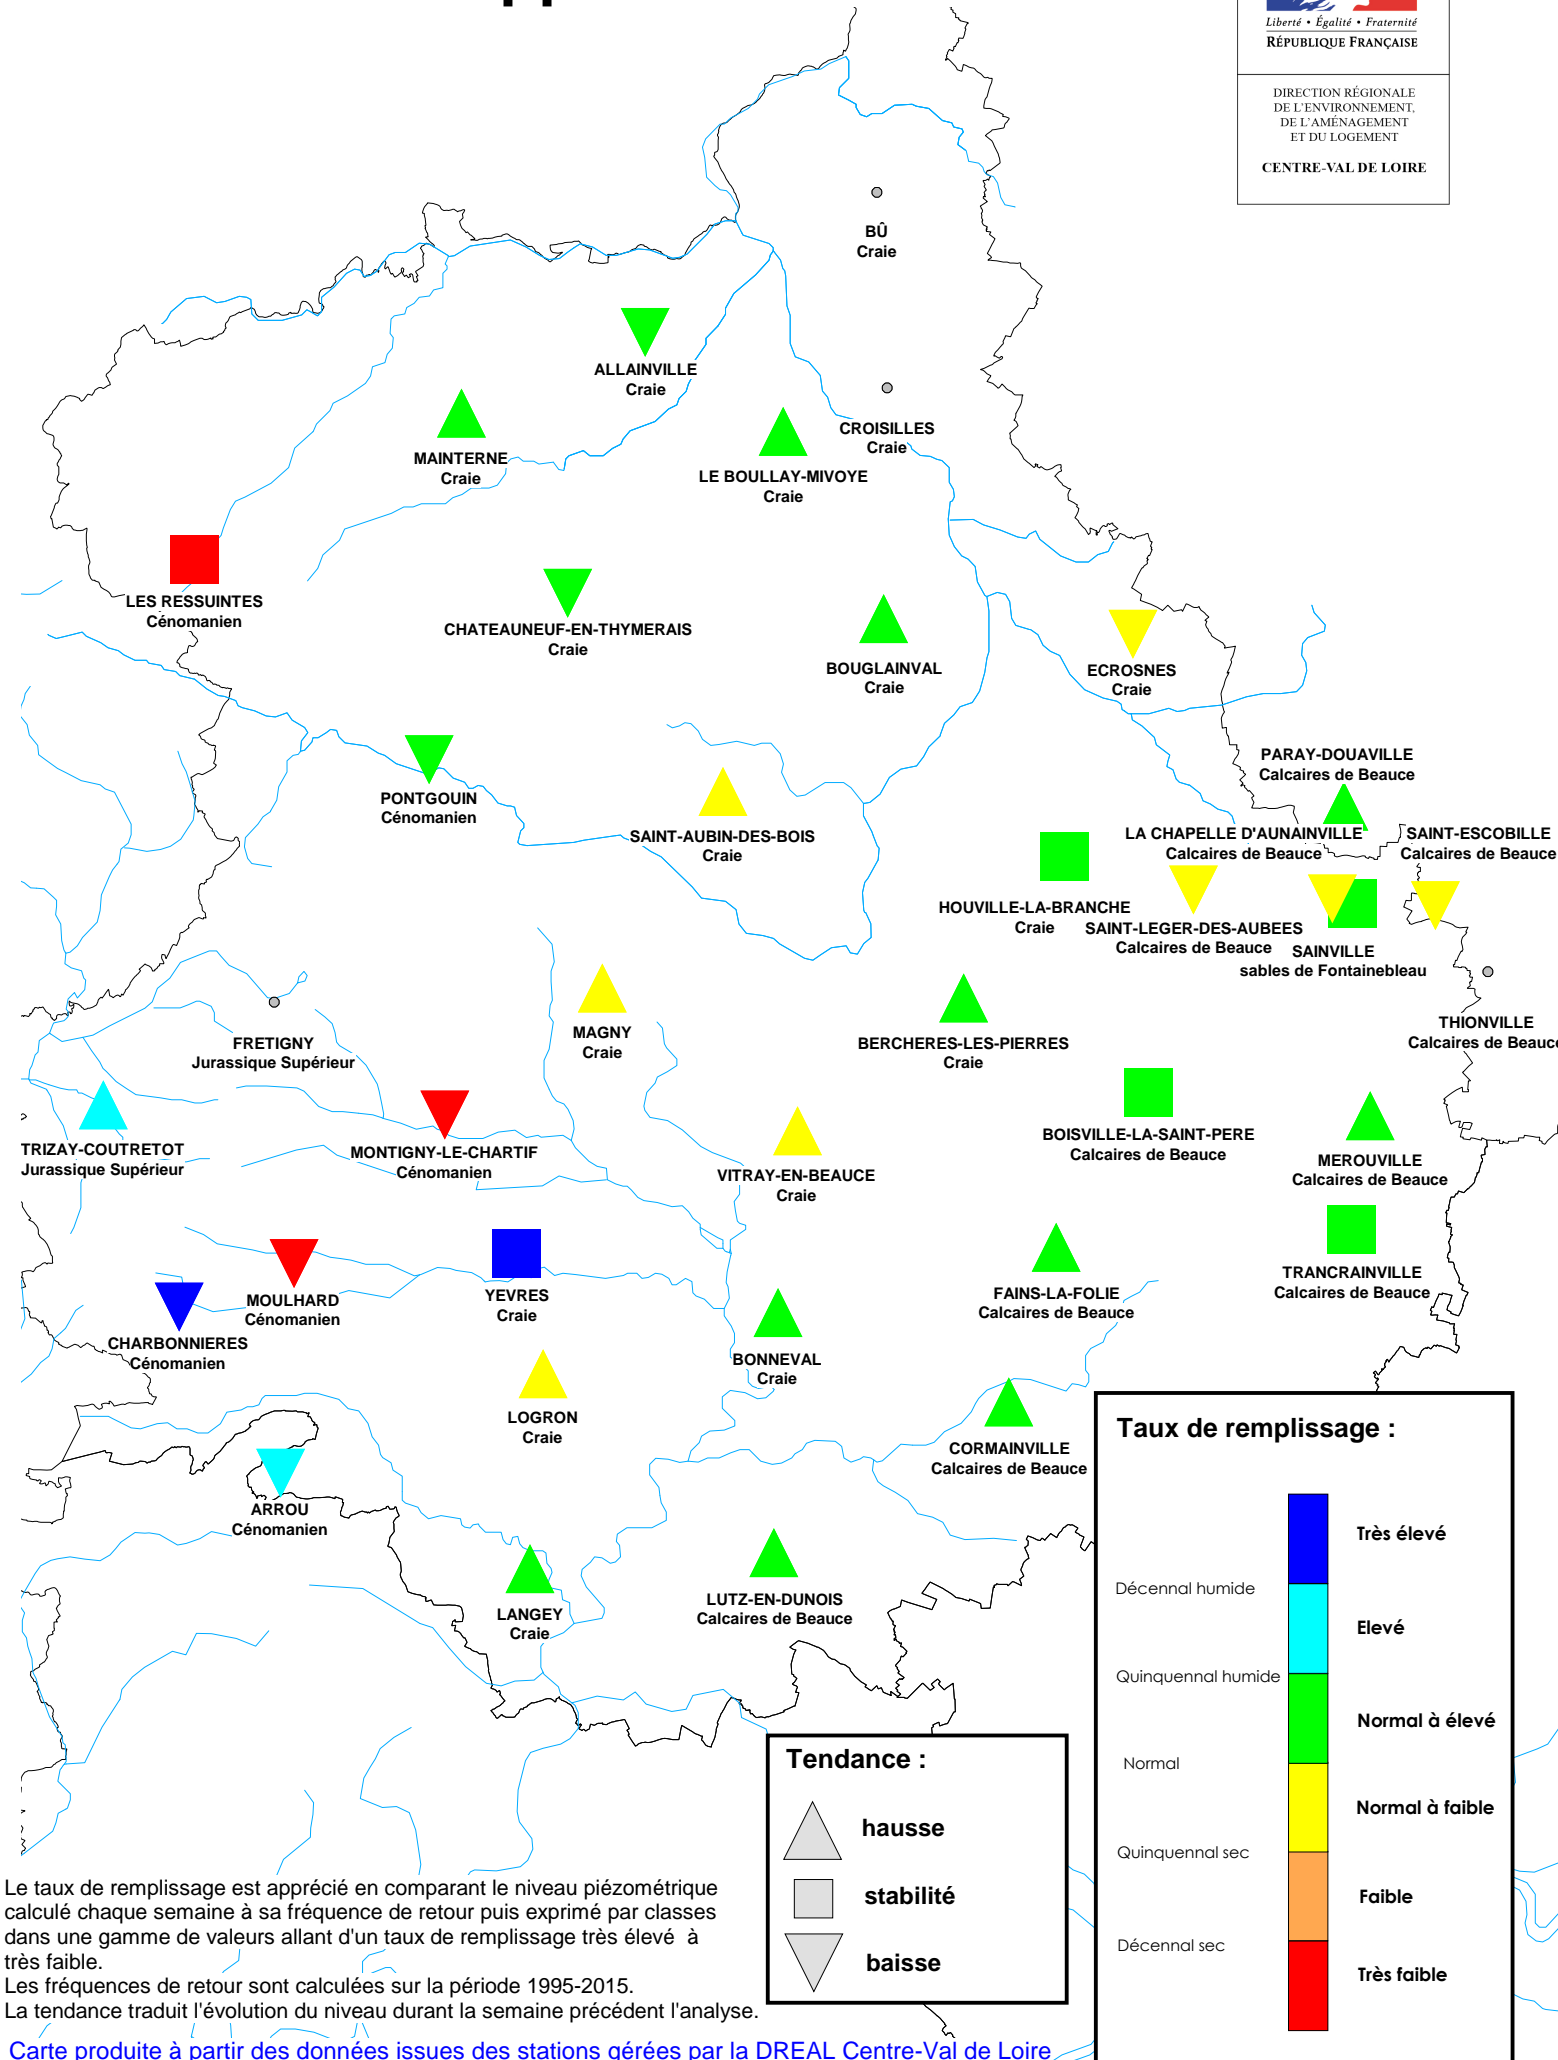 Liberté • Égalité • Fraternité
RÉPUBLIQUE FRANÇAISE
DIRECTION RÉGIONALE
DE L'ENVIRONNEMENT,
DE L'AMÉNAGEMENT
ET DU LOGEMENT
CENTRE-VAL DE LOIRE
BÛ
Craie
ALLAINVILLE
Craie
CROISILLES
Craie
MAINTERNE
Craie
LE BOULLAY-MIVOYE
Craie
LES RESSUINTES
Cénomanien
CHATEAUNEUF-EN-THYMERAIS
Craie
BOUGLAINVAL
Craie
ECROSNES
Craie
PARAY-DOUAVILLE
Calcaires de Beauce
PONTGOUIN
Cénomanien
SAINT-AUBIN-DES-BOIS
Craie
LA CHAPELLE D'AUNAINVILLE
Calcaires de Beauce
SAINT-ESCOBILLE
Calcaires de Beauce
HOUVILLE-LA-BRANCHE
Craie
SAINT-LEGER-DES-AUBEES
Calcaires de Beauce
SAINVILLE
sables de Fontainebleau
THIONVILLE
Calcaires de Beauce
FRETIGNY
Jurassique Supérieur
MAGNY
Craie
BERCHERES-LES-PIERRES
Craie
TRIZAY-COUTRETOT
Jurassique Supérieur
MONTIGNY-LE-CHARTIF
Cénomanien
VITRAY-EN-BEAUCE
Craie
BOISVILLE-LA-SAINT-PERE
Calcaires de Beauce
MEROUVILLE
Calcaires de Beauce
TRANCRAINVILLE
Calcaires de Beauce
MOULHARD
Cénomanien
YEVRES
Craie
FAINS-LA-FOLIE
Calcaires de Beauce
CHARBONNIERES
Cénomanien
BONNEVAL
Craie
LOGRON
Craie
CORMAINVILLE
Calcaires de Beauce
ARROU
Cénomanien
LANGEY
Craie
LUTZ-EN-DUNOIS
Calcaires de Beauce
Taux de remplissage :
Très élevé
Décennal humide
Elevé
Quinquennal humide
Normal à élevé
Normal
Normal à faible
Quinquennal sec
Faible
Décennal sec
Très faible
Tendance :
hausse
stabilité
baisse
Le taux de remplissage est apprécié en comparant le niveau piézométrique
calculé chaque semaine à sa fréquence de retour puis exprimé par classes
dans une gamme de valeurs allant d'un taux de remplissage très élevé à
très faible.
Les fréquences de retour sont calculées sur la période 1995-2015.
La tendance traduit l'évolution du niveau durant la semaine précédent l'analyse.
Carte produite à partir des données issues des stations gérées par la DREAL Centre-Val de Loire